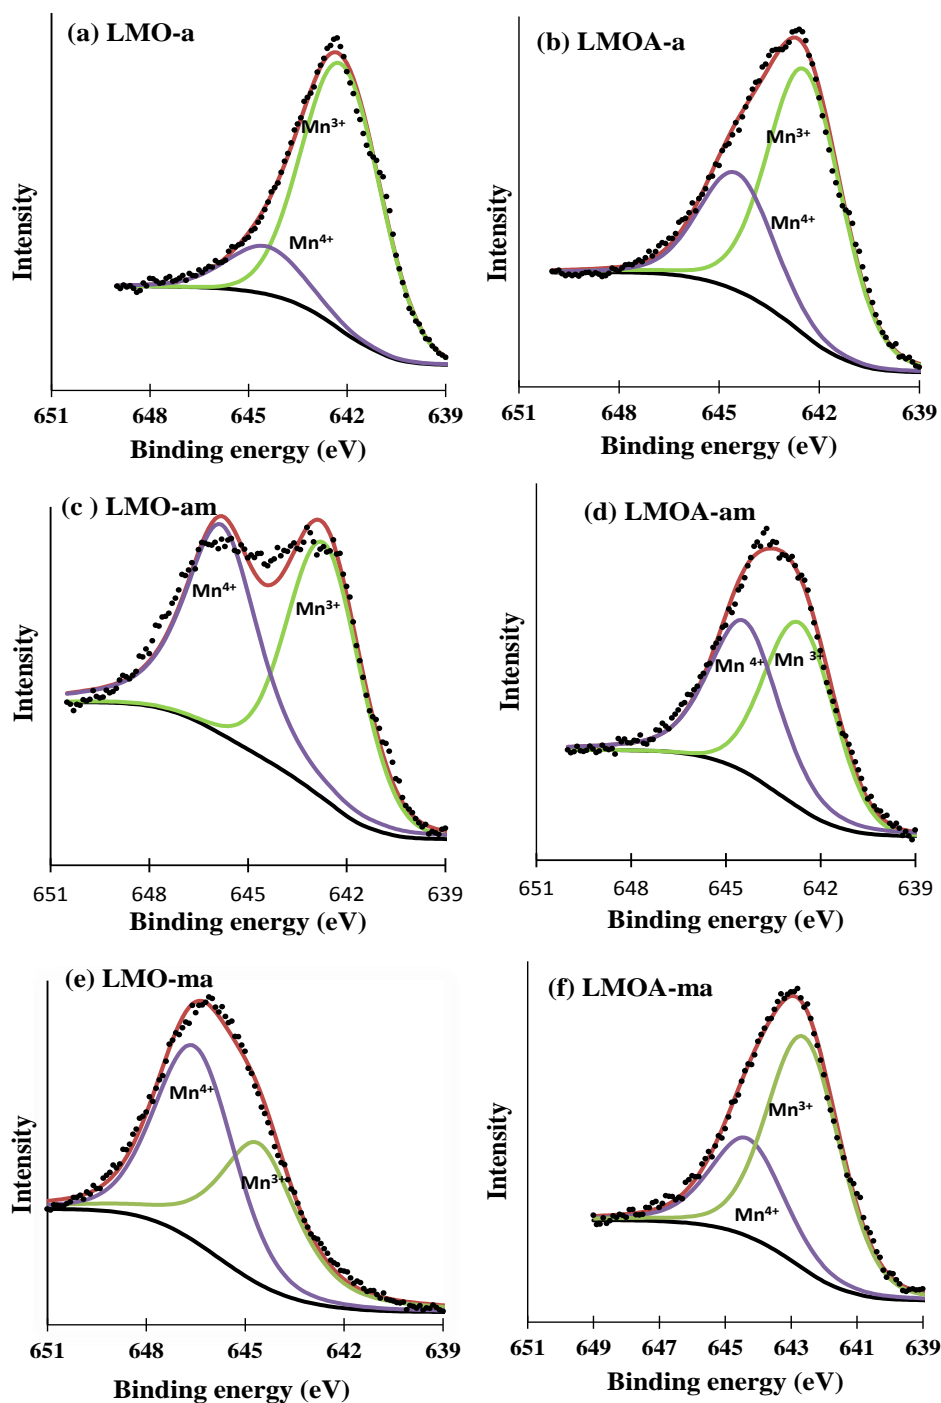 (a) LMO-a
Mn3+
Mn4+
Intensity
651 648 645 642 639
Binding energy (eV)
(b) LMOA-a
Mn3+
Mn4+
Intensity
651 648 645 642 639
Binding energy (eV)
(c ) LMO-am
Mn4+
Mn3+
Intensity
651 648 645 642 639
Binding energy (eV)
(d) LMOA-am
Mn 4+ Mn 3+
Intensity
651 648 645 642 639
Binding energy (eV)
(e) LMO-ma
Mn4+
Mn3+
Intensity
651 648 645 642 639
Binding energy (eV)
(f) LMOA-ma
Mn3+
Mn4+
Intensity
651 649 647 645 643 641 639
Binding energy (eV)